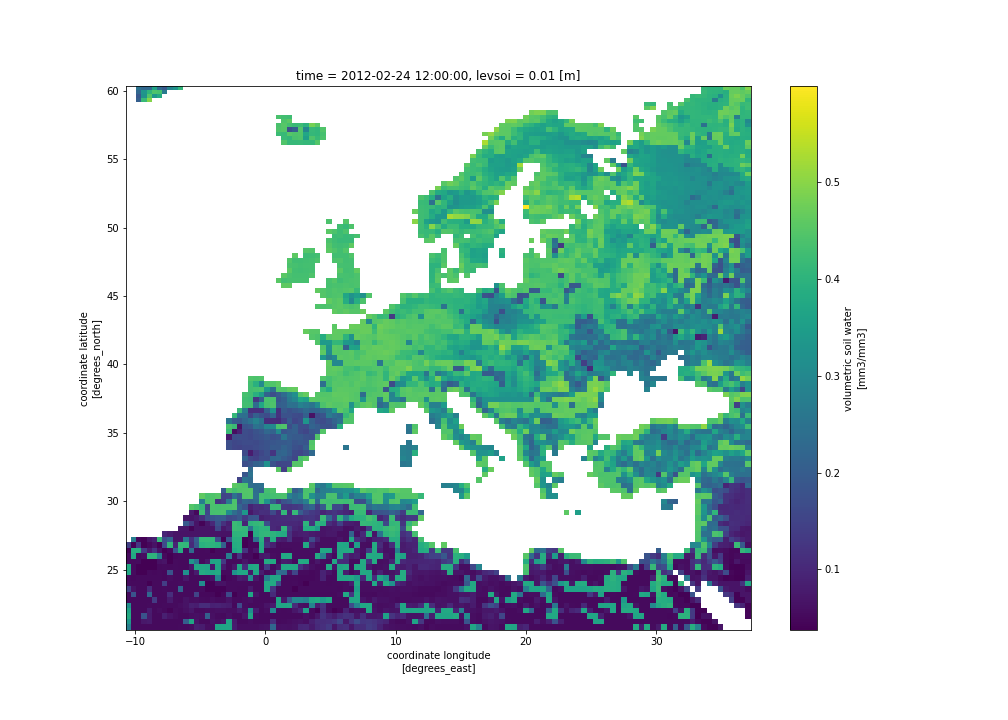 time = 2012-02-24 12:00:00, levsoi = 0.01 [m]
60
55
50
45
40
35
30
25
coordinate latitude
[degrees_north]
−10
0
10
20
30
coordinate longitude
[degrees_east]
0.5
0.4
0.3
0.2
0.1
volumetric soil water
[mm3/mm3]